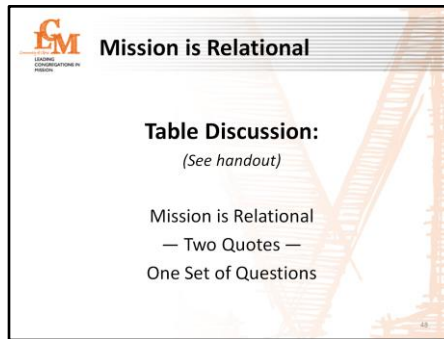 LCM
LEADING
CONGREGATIONS IN
MISSION
Mission is Relational
Table Discussion:
(See handout)
Mission is Relational
— Two Quotes —
One Set of Questions
48